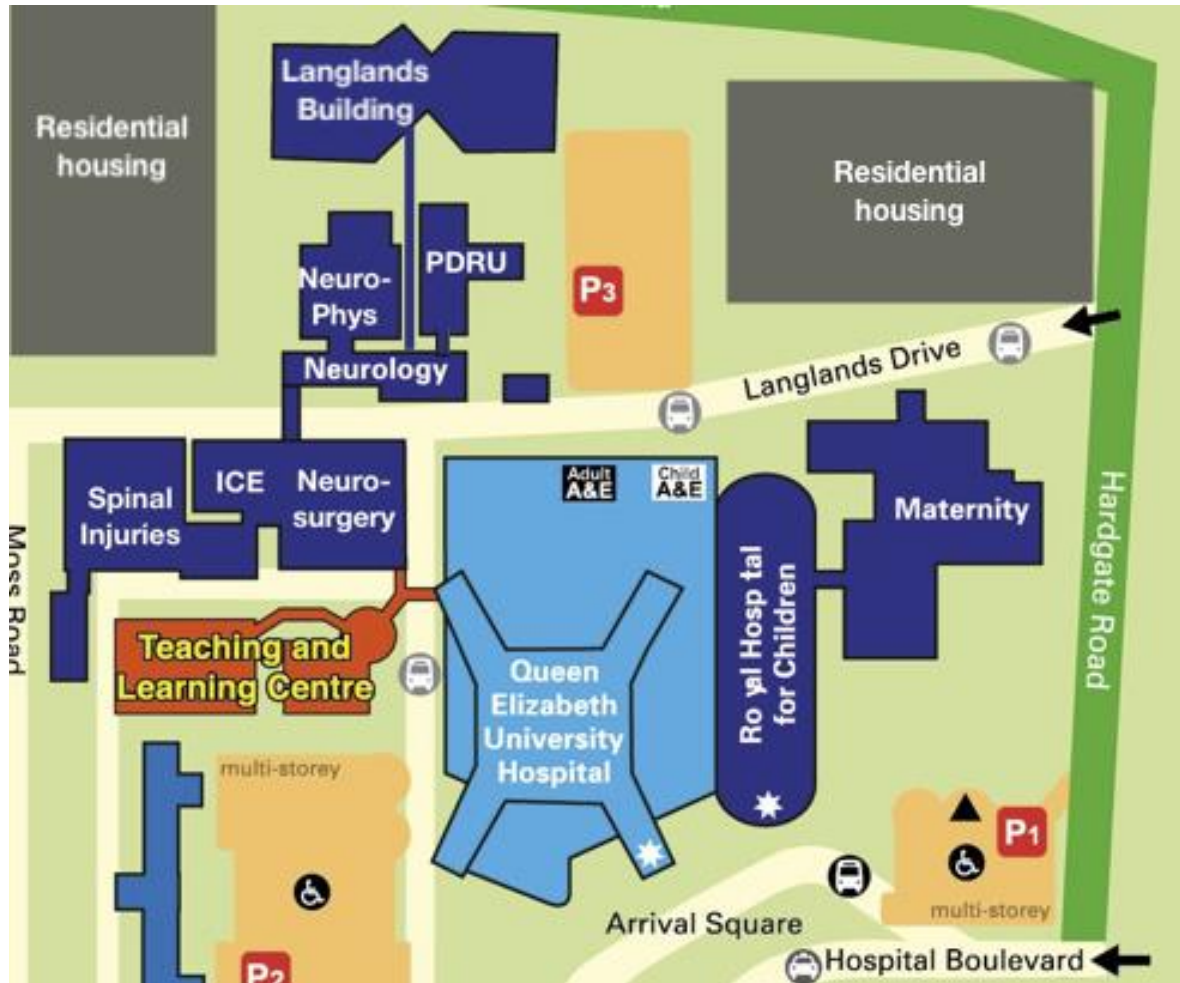 Langlands
Building
Residential
housing
Residential
housing
Neuro-
Phys
PDRU
P3
Neurology
Langlands Drive
Adult
A&E
Child
A&E
ICE
Neuro-
surgery
Spinal
Injuries
Maternity
Moss Road
Hardgate Road
Royal Hosp tal
for Children
Teaching and
Learning Centre
Queen
Elizabeth
University
Hospital
multi-storey
P1
multi-storey
P2
Arrival Square
Hospital Boulevard